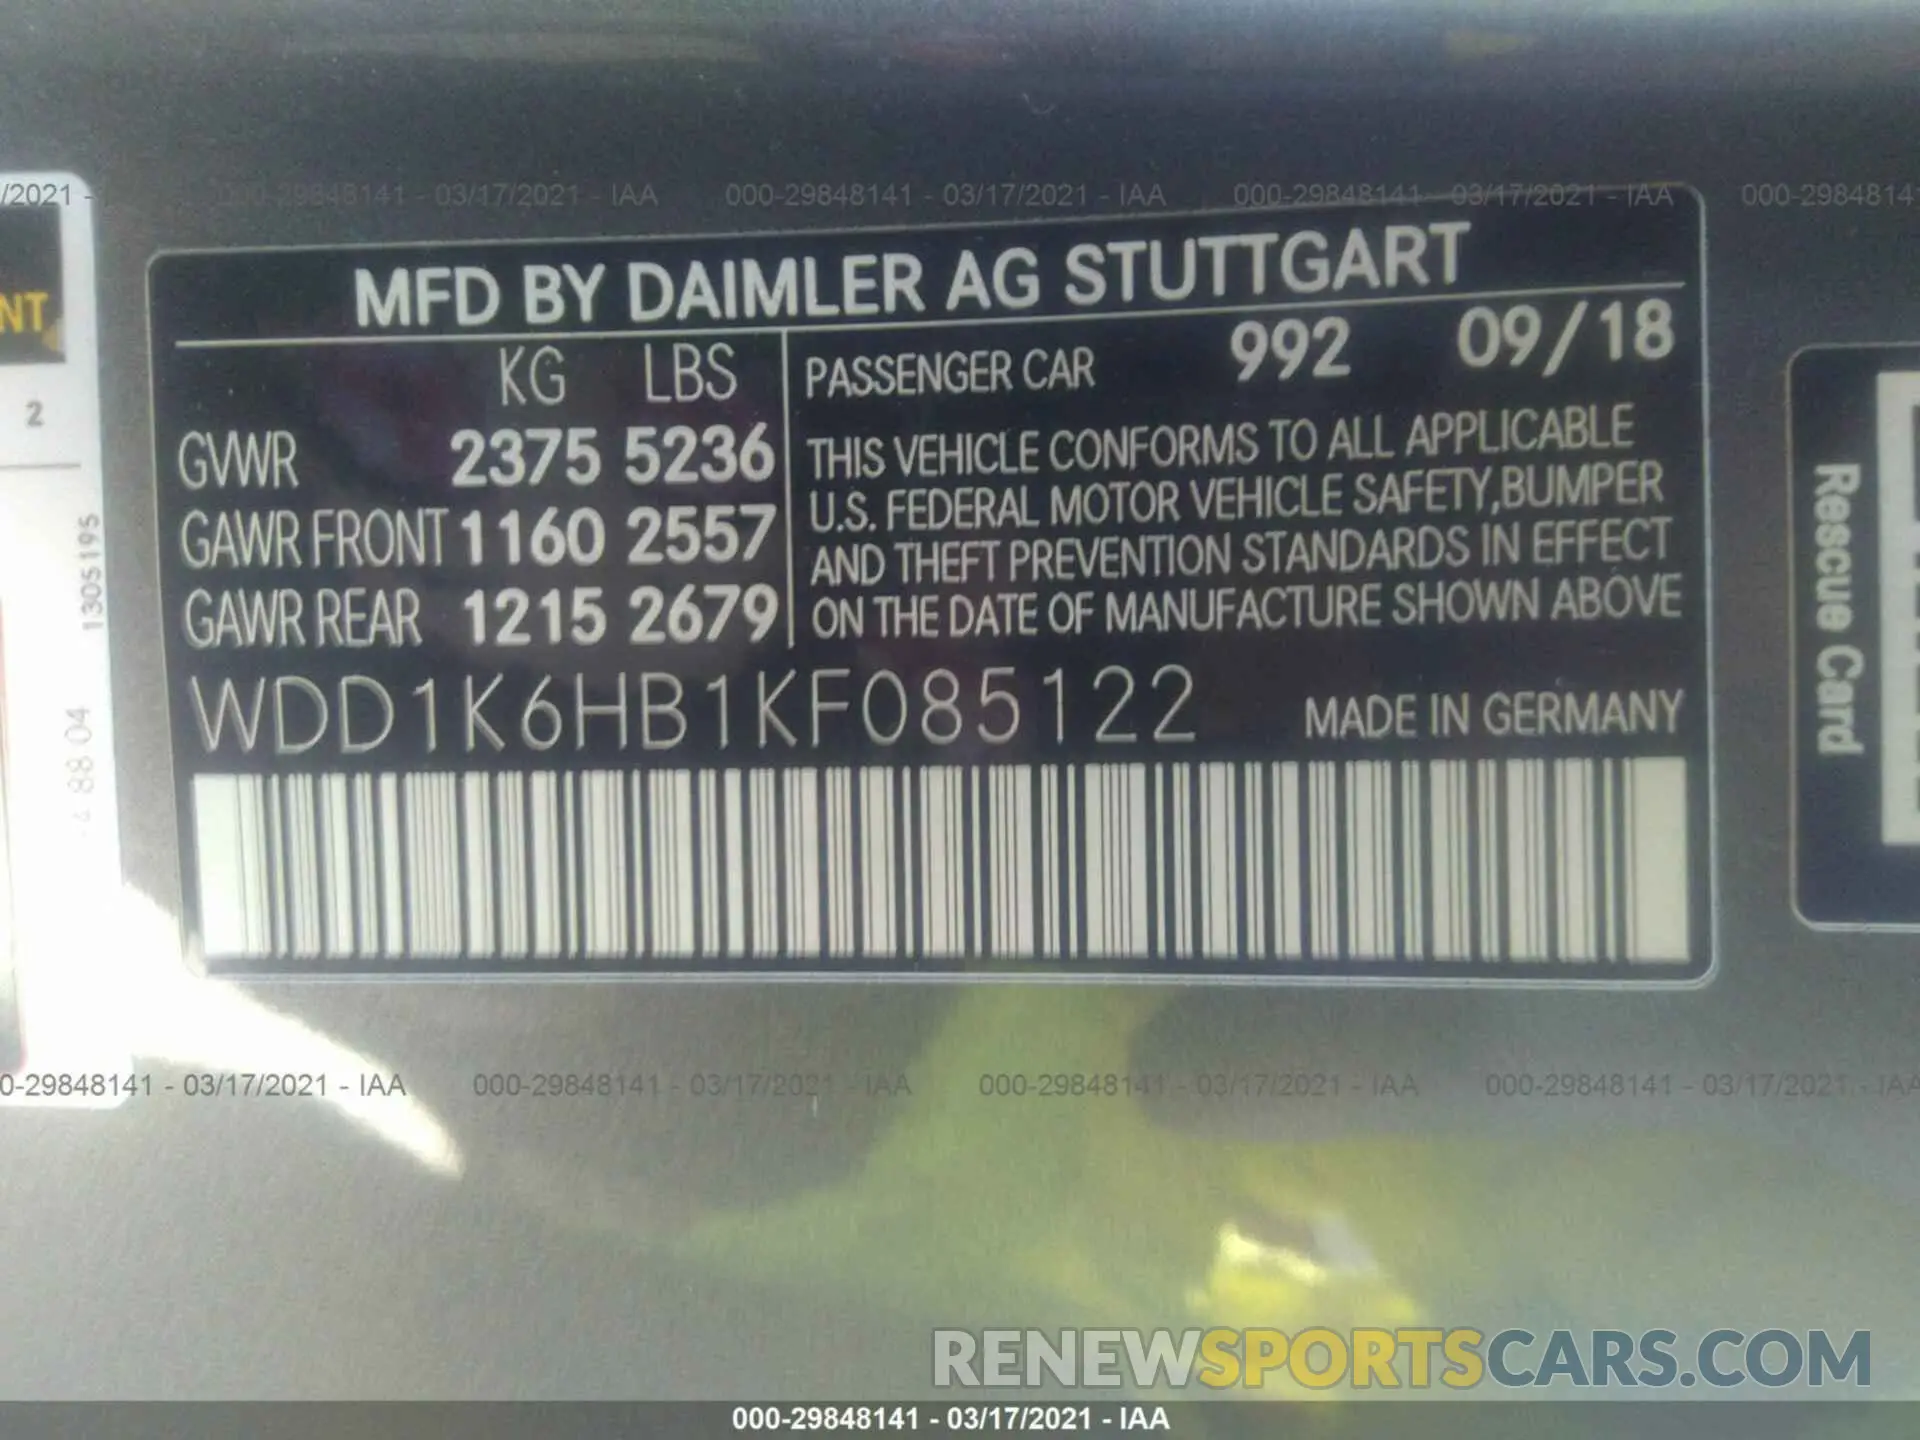 /2021 - 000-29848141 - 03/17/2021 - IAA 000-29848141 - 03/17/2021 - IAA 000-29848141 - 03/17/2021 - IAA 000-2984814
NT
2
1305195
88 04
MFD BY DAIMLER AG STUTTGART
KG LBS
GVWR 2375 5236
GAWR FRONT 1160 2557
GAWR REAR 1215 2679
PASSENGER CAR 992 09/18
THIS VEHICLE CONFORMS TO ALL APPLICABLE
U.S. FEDERAL MOTOR VEHICLE SAFETY,BUMPER
AND THEFT PREVENTION STANDARDS IN EFFECT
ON THE DATE OF MANUFACTURE SHOWN ABOVE
WDD1K6HB1KF085122 MADE IN GERMANY
Rescue Card
0-29848141 - 03/17/2021 - IAA 000-29848141 - 03/17/2021 - IAA 000-29848141 - 03/17/2021 - IAA 000-29848141 - 03/17/2021 - IAA
RENEWSPORTSCARS.COM
000-29848141 - 03/17/2021 - IAA